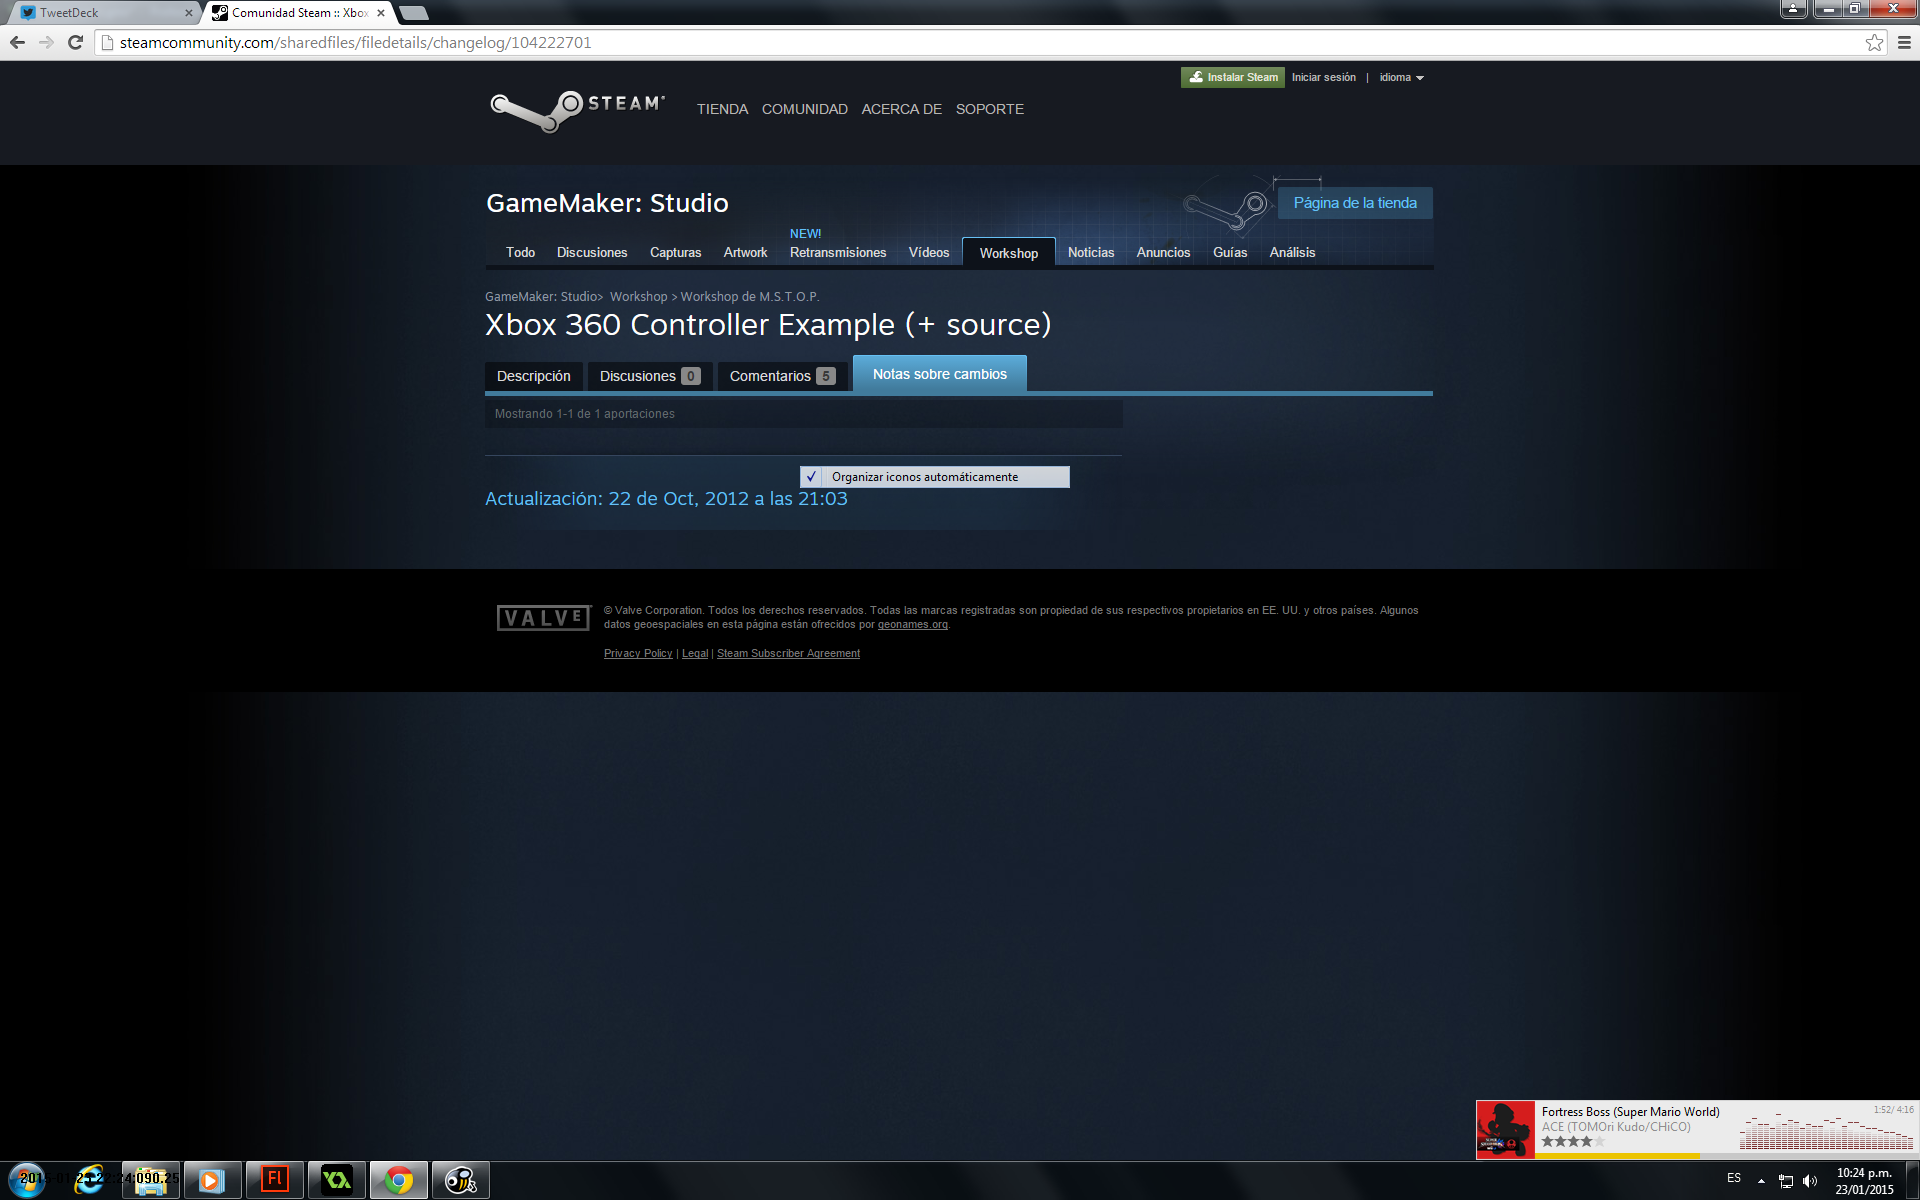 TweetDeck
Comunidad Steam :: Xbox
steamcommunity.com/sharedfiles/filedetails/changelog/104222701
Instalar Steam
Iniciar sesión | idioma
STEAM
TIENDA COMUNIDAD ACERCA DE SOPORTE
GameMaker: Studio
Página de la tienda
NEW!
Todo Discusiones Capturas Artwork Retransmisiones Vídeos Workshop Noticias Anuncios Guías Análisis
GameMaker: Studio> Workshop > Workshop de M.S.T.O.P.
Xbox 360 Controller Example (+ source)
Descripción Discusiones 0 Comentarios 5 Notas sobre cambios
Mostrando 1-1 de 1 aportaciones
✓ Organizar iconos automáticamente
Actualización: 22 de Oct, 2012 a las 21:03
VALVE
© Valve Corporation. Todos los derechos reservados. Todas las marcas registradas son propiedad de sus respectivos propietarios en EE. UU. y otros países. Algunos
datos geoespaciales en esta página están ofrecidos por geonames.org.
Privacy Policy | Legal | Steam Subscriber Agreement
Fortress Boss (Super Mario World)
1:52/ 4:16
ACE (TOMOri Kudo/CHiCO)
Fl
ES
10:24 p.m.
23/01/2015